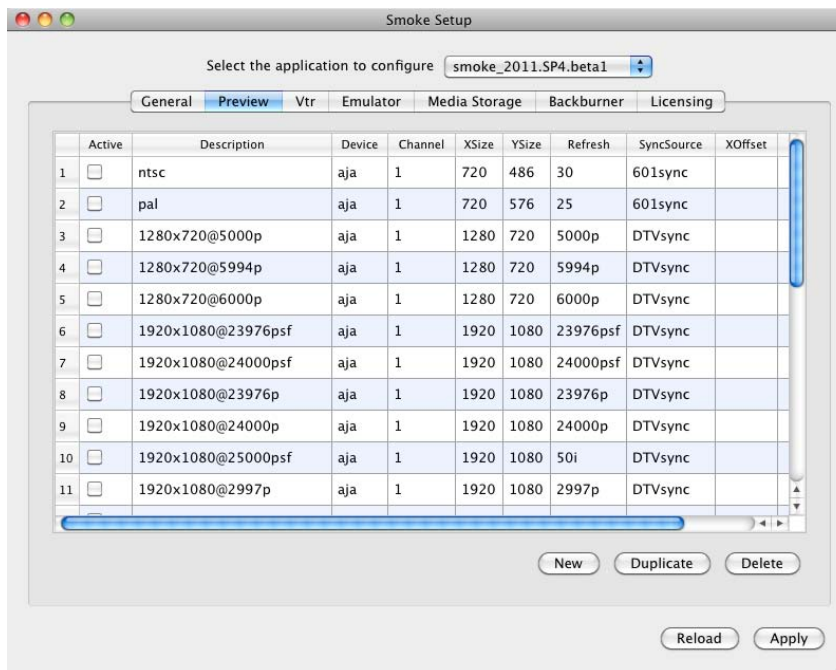 Smoke Setup
Select the application to configure smoke_2011.SP4.beta1
General Preview Vtr Emulator Media Storage Backburner Licensing
Active Description Device Channel XSize YSize Refresh SyncSource XOffset
1 ntsc aja 1 720 486 30 601sync
2 pal aja 1 720 576 25 601sync
3 1280x720@5000p aja 1 1280 720 5000p DTVsync
4 1280x720@5994p aja 1 1280 720 5994p DTVsync
5 1280x720@6000p aja 1 1280 720 6000p DTVsync
6 1920x1080@23976psf aja 1 1920 1080 23976psf DTVsync
7 1920x1080@24000psf aja 1 1920 1080 24000psf DTVsync
8 1920x1080@23976p aja 1 1920 1080 23976p DTVsync
9 1920x1080@24000p aja 1 1920 1080 24000p DTVsync
10 1920x1080@25000psf aja 1 1920 1080 50i DTVsync
11 1920x1080@2997p aja 1 1920 1080 2997p DTVsync
New Duplicate Delete
Reload Apply